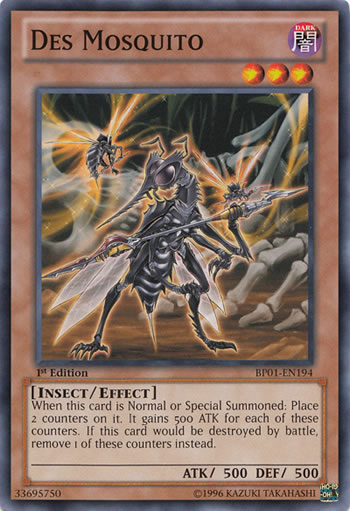 DES MOSQUITO
DARK
闇
1st Edition
BP01-EN194
[INSECT/EFFECT]
When this card is Normal or Special Summoned: Place
2 counters on it. It gains 500 ATK for each of these
counters. If this card would be destroyed by battle,
remove 1 of these counters instead.
ATK/ 500 DEF/ 500
33695750
©1996 KAZUKI TAKAHASHI